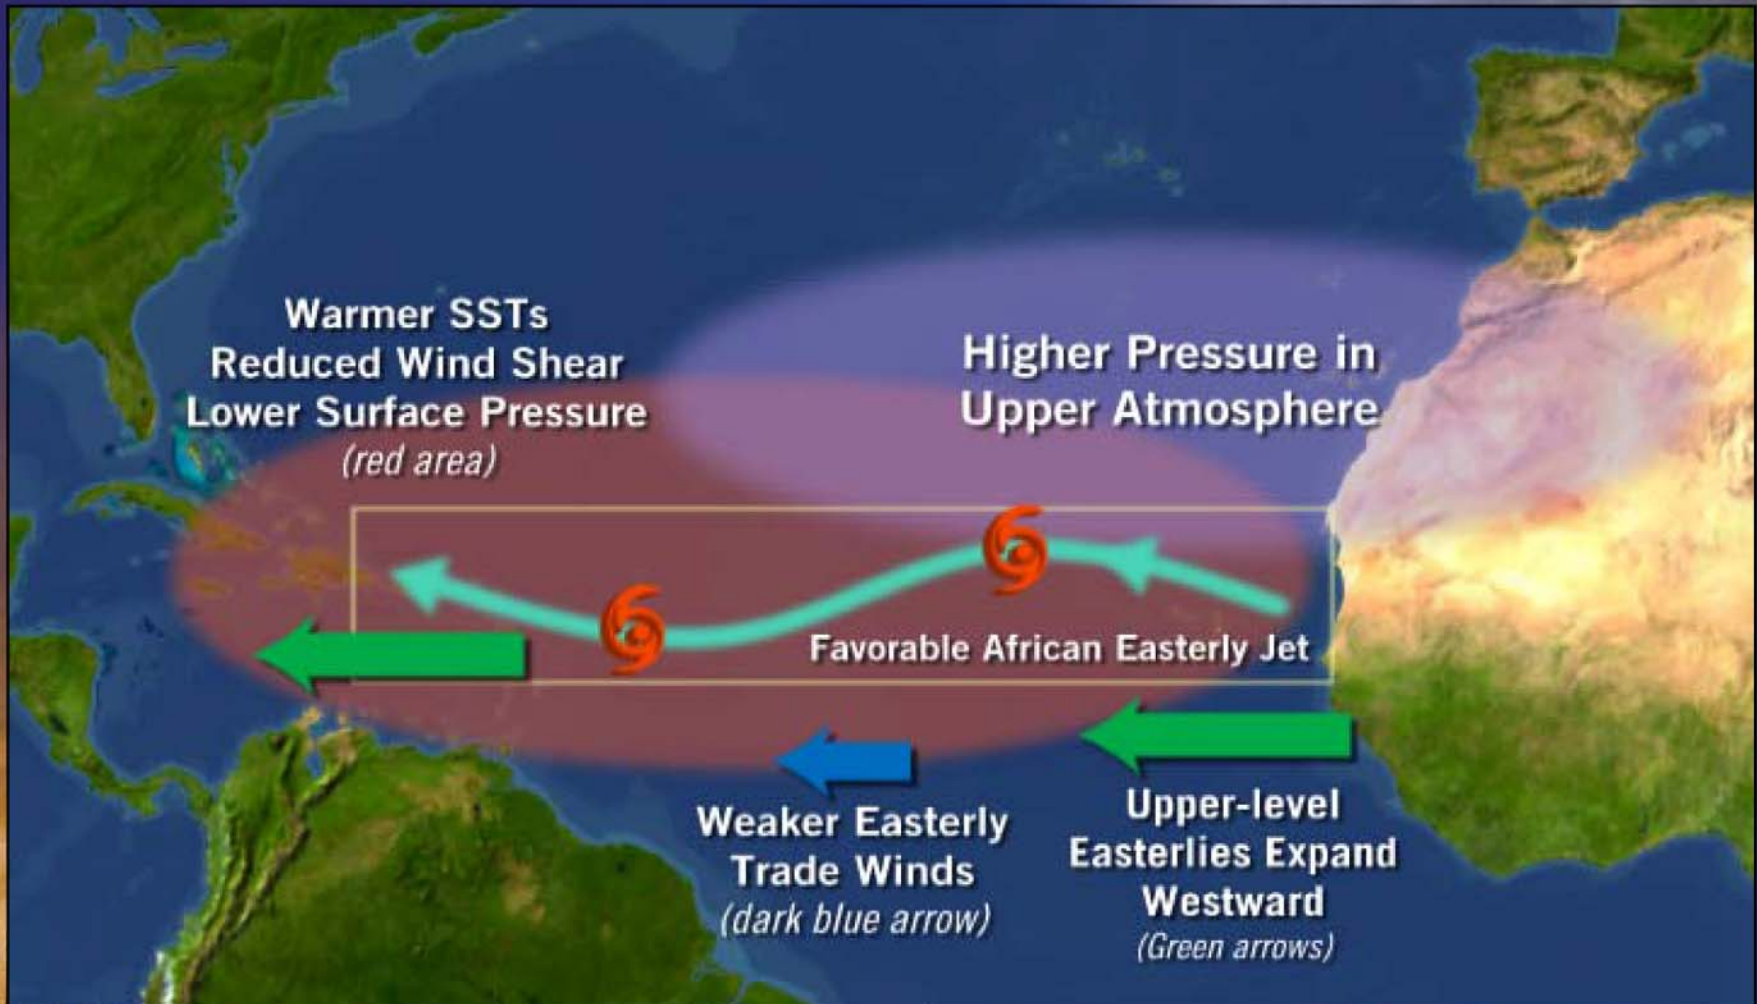 Warmer SSTs
Reduced Wind Shear
Lower Surface Pressure
(red area)
Higher Pressure in
Upper Atmosphere
Favorable African Easterly Jet
Weaker Easterly
Trade Winds
(dark blue arrow)
Upper-level
Easterlies Expand
Westward
(Green arrows)